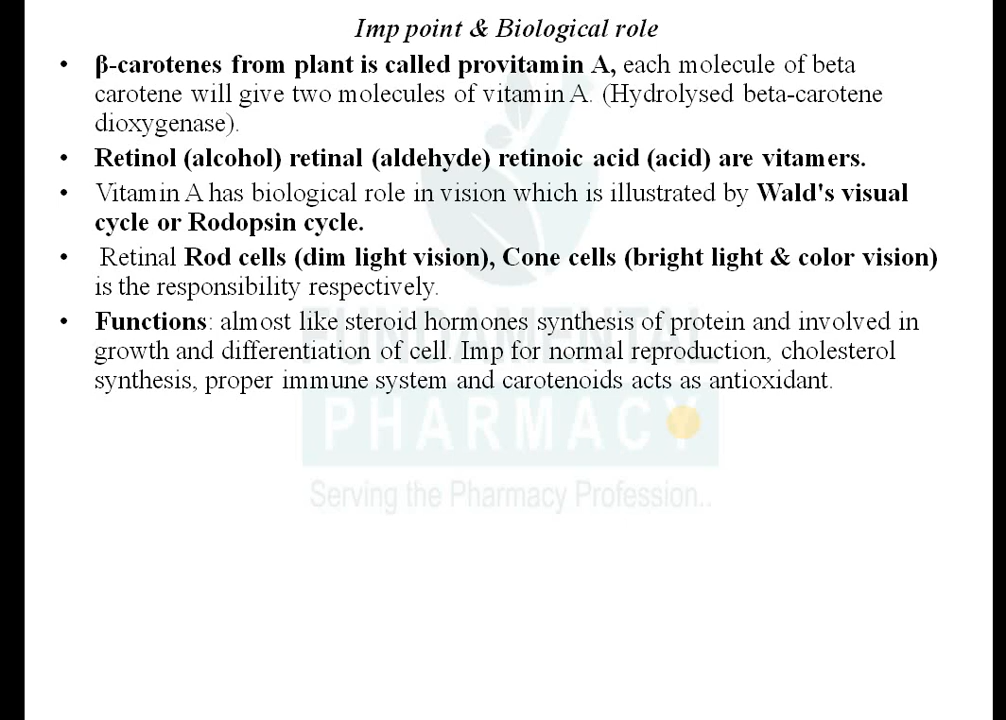 Imp point & Biological role
• β-carotenes from plant is called provitamin A, each molecule of beta
carotene will give two molecules of vitamin A. (Hydrolysed beta-carotene
dioxygenase).
• Retinol (alcohol) retinal (aldehyde) retinoic acid (acid) are vitamers.
• Vitamin A has biological role in vision which is illustrated by Wald's visual
cycle or Rodopsin cycle.
• Retinal Rod cells (dim light vision), Cone cells (bright light & color vision)
is the responsibility respectively.
• Functions: almost like steroid hormones synthesis of protein and involved in
growth and differentiation of cell. Imp for normal reproduction, cholesterol
synthesis, proper immune system and carotenoids acts as antioxidant.
FUNDAMENTAL
PHARMACY
Serving the Pharmacy Profession..